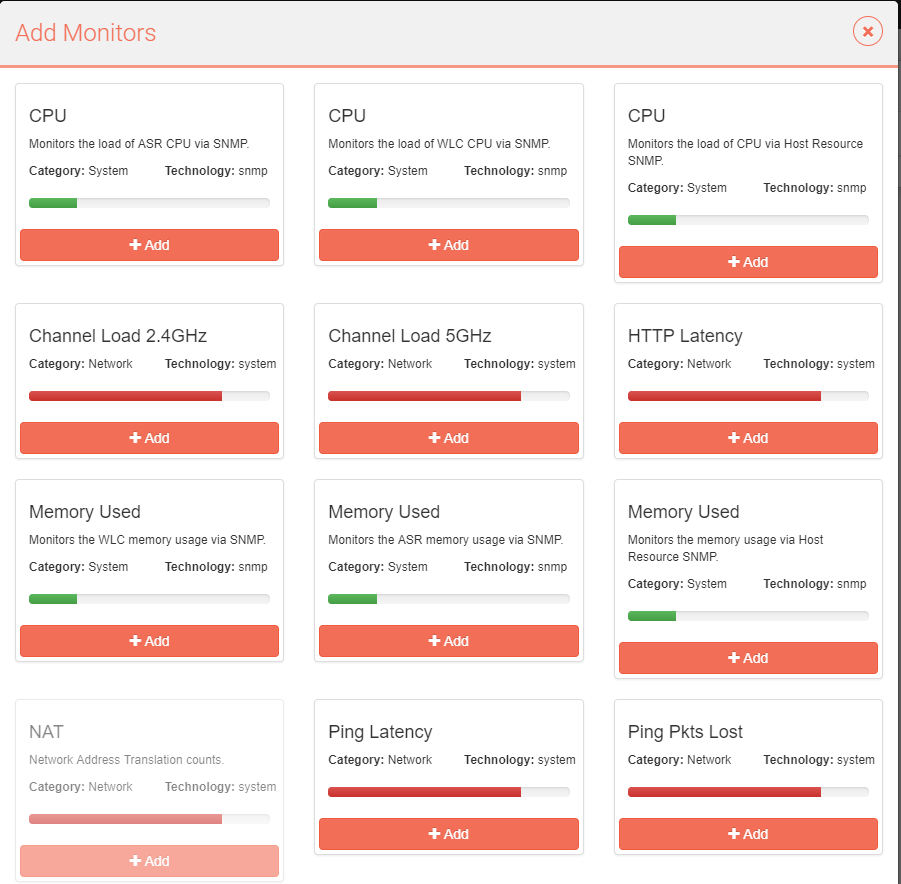 Add Monitors
CPU
Monitors the load of ASR CPU via SNMP.
Category: System Technology: snmp
Add
CPU
Monitors the load of WLC CPU via SNMP.
Category: System Technology: snmp
Add
CPU
Monitors the load of CPU via Host Resource
SNMP.
Category: System Technology: snmp
Add
Channel Load 2.4GHz
Category: Network Technology: system
Add
Channel Load 5GHz
Category: Network Technology: system
Add
HTTP Latency
Category: Network Technology: system
Add
Memory Used
Monitors the WLC memory usage via SNMP.
Category: System Technology: snmp
Add
Memory Used
Monitors the ASR memory usage via SNMP.
Category: System Technology: snmp
Add
Memory Used
Monitors the memory usage via Host
Resource SNMP.
Category: System Technology: snmp
Add
NAT
Network Address Translation counts.
Category: Network Technology: system
Add
Ping Latency
Category: Network Technology: system
Add
Ping Pkts Lost
Category: Network Technology: system
Add